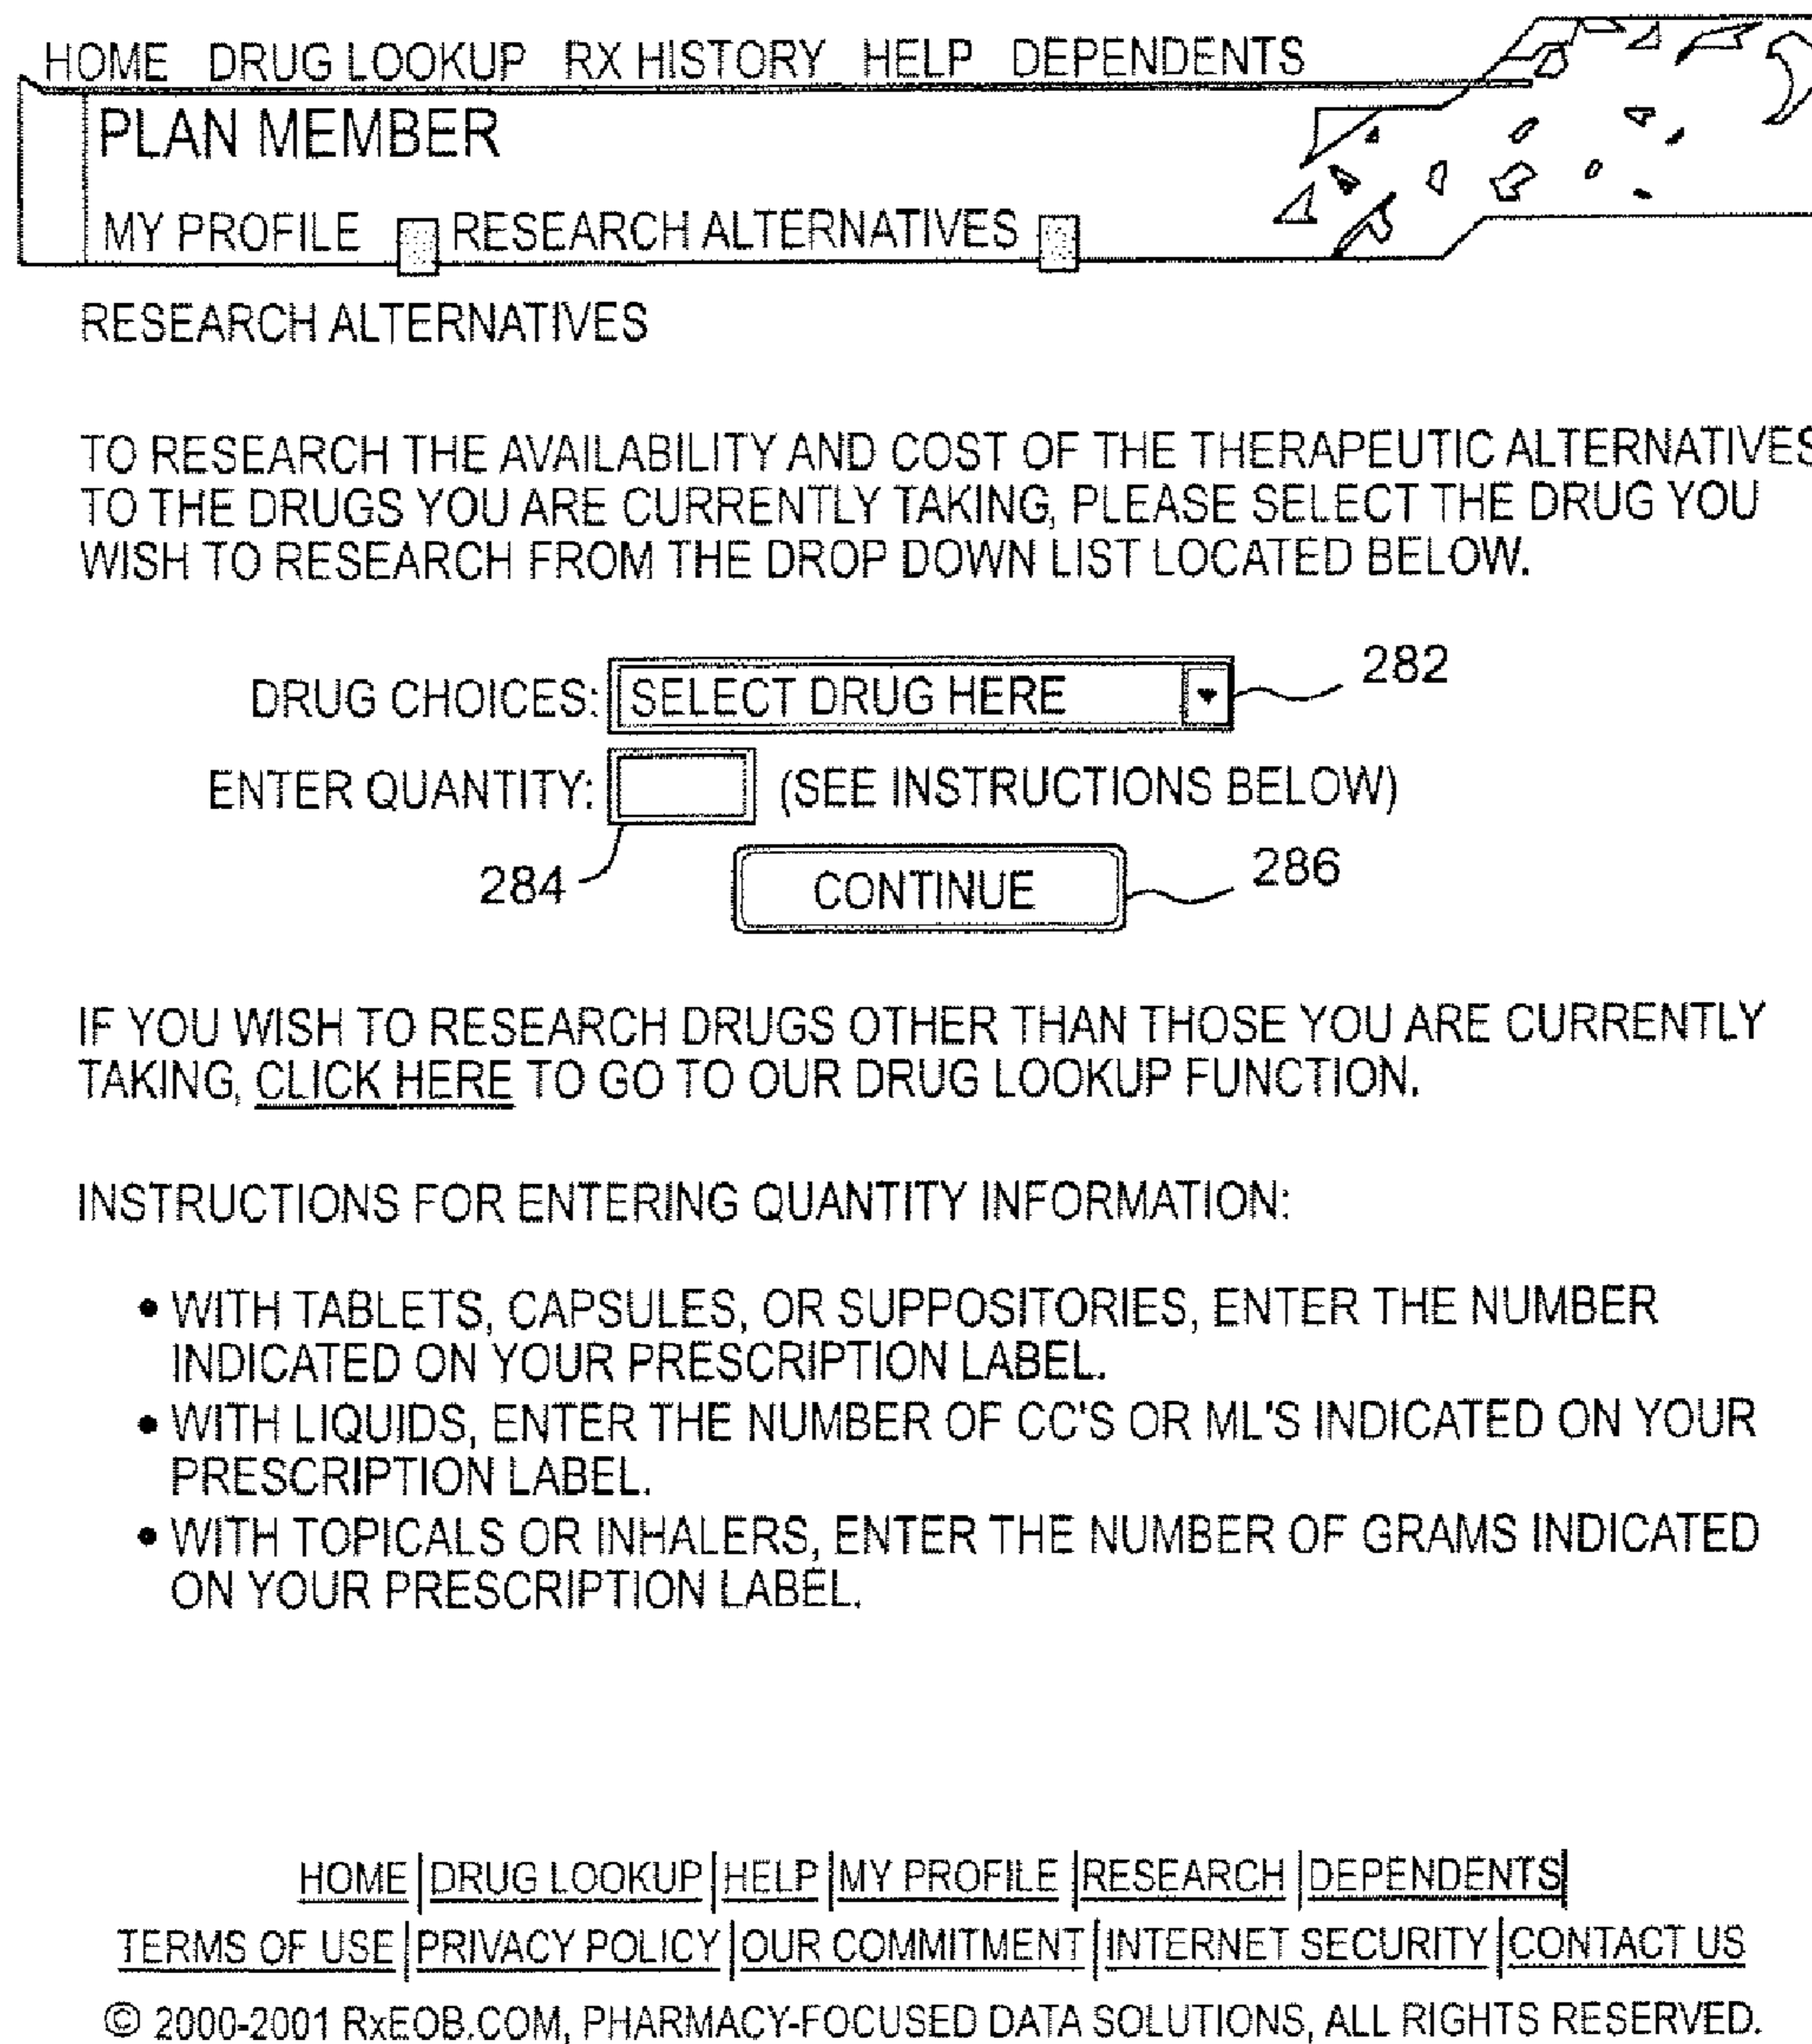 HOME DRUG LOOKUP RX HISTORY HELP DEPENDENTS
PLAN MEMBER
MY PROFILE RESEARCH ALTERNATIVES
RESEARCH ALTERNATIVES
TO RESEARCH THE AVAILABILITY AND COST OF THE THERAPEUTIC ALTERNATIVES
TO THE DRUGS YOU ARE CURRENTLY TAKING, PLEASE SELECT THE DRUG YOU
WISH TO RESEARCH FROM THE DROP DOWN LIST LOCATED BELOW.
DRUG CHOICES: SELECT DRUG HERE 282
ENTER QUANTITY: (SEE INSTRUCTIONS BELOW)
284 CONTINUE 286
IF YOU WISH TO RESEARCH DRUGS OTHER THAN THOSE YOU ARE CURRENTLY
TAKING, CLICK HERE TO GO TO OUR DRUG LOOKUP FUNCTION.
INSTRUCTIONS FOR ENTERING QUANTITY INFORMATION:
• WITH TABLETS, CAPSULES, OR SUPPOSITORIES, ENTER THE NUMBER
INDICATED ON YOUR PRESCRIPTION LABEL.
• WITH LIQUIDS, ENTER THE NUMBER OF CC'S OR ML'S INDICATED ON YOUR
PRESCRIPTION LABEL.
• WITH TOPICALS OR INHALERS, ENTER THE NUMBER OF GRAMS INDICATED
ON YOUR PRESCRIPTION LABEL.
HOME|DRUG LOOKUP|HELP|MY PROFILE|RESEARCH|DEPENDENTS|
TERMS OF USE|PRIVACY POLICY|OUR COMMITMENT|INTERNET SECURITY|CONTACT US
© 2000-2001 RxEOB.COM, PHARMACY-FOCUSED DATA SOLUTIONS, ALL RIGHTS RESERVED.